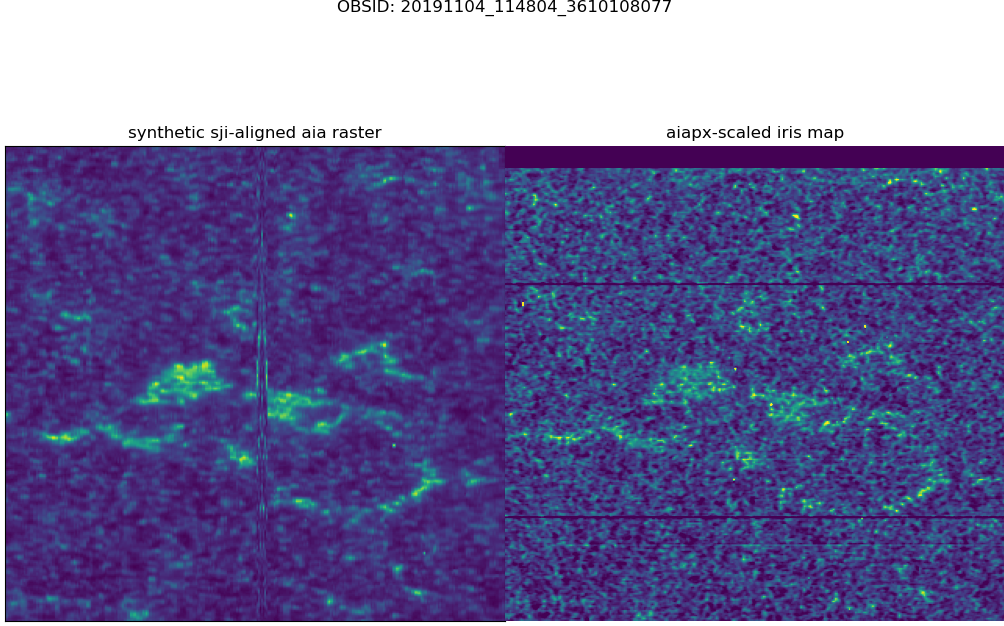 OBSID: 20191104_114804_3610108077
synthetic sji-aligned aia raster
aiapx-scaled iris map